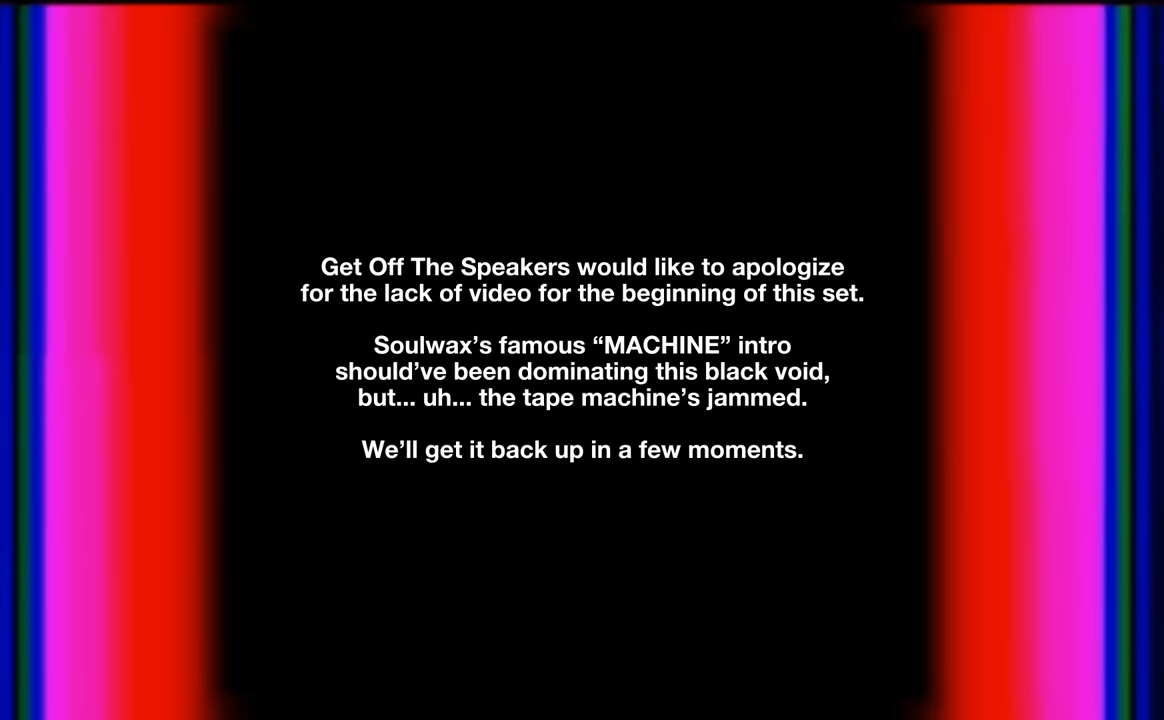 Get Off The Speakers would like to apologize
for the lack of video for the beginning of this set.
Soulwax’s famous “MACHINE” intro
should’ve been dominating this black void,
but... uh... the tape machine’s jammed.
We’ll get it back up in a few moments.